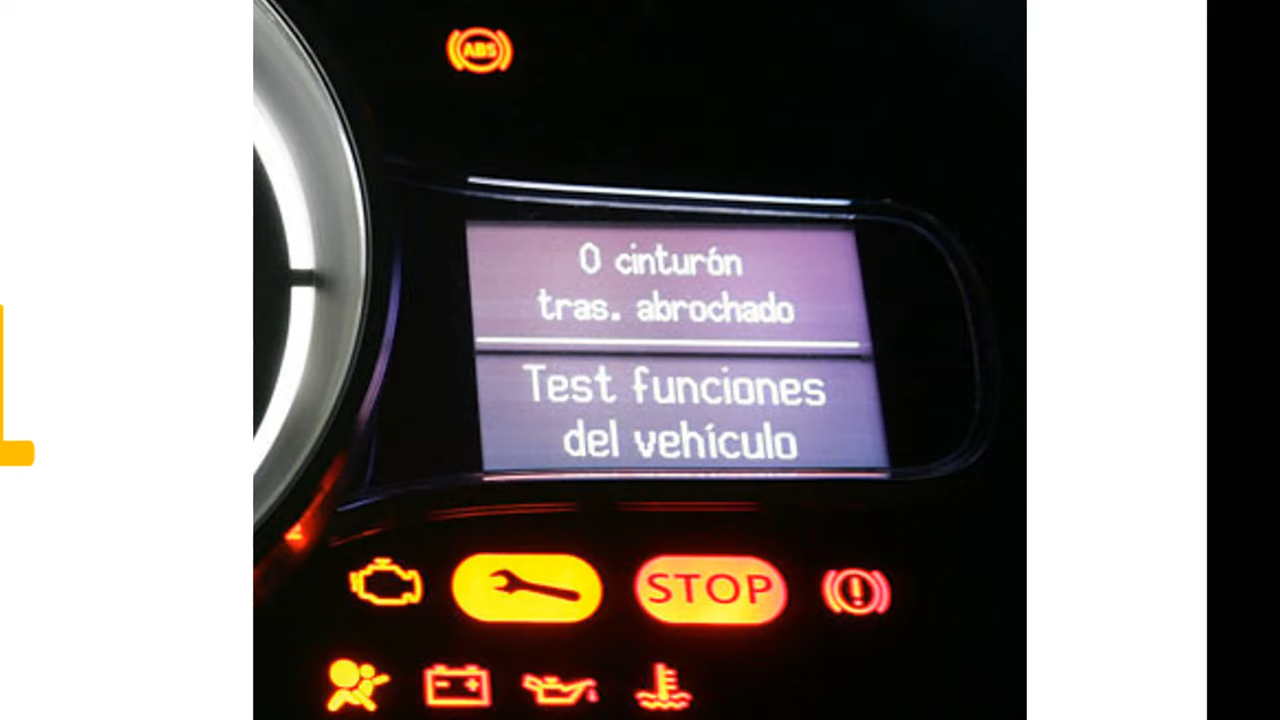 ABS
0 cinturón
tras. abrochado
Test funciones
del vehículo
STOP